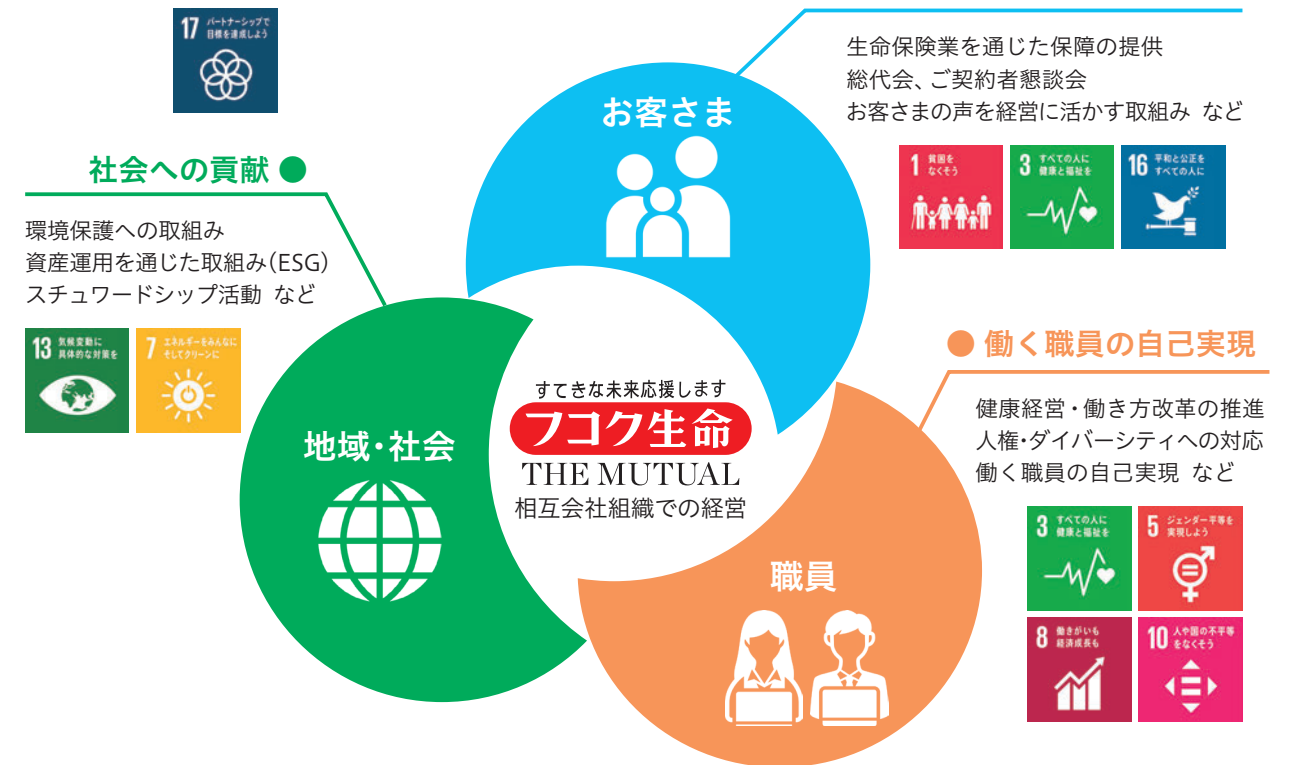 17 パートナーシップで
目標を達成しよう
お客さま
生命保険業を通じた保障の提供
総代会、ご契約者懇談会
お客さまの声を経営に活かす取組み など
1 貧困を
なくそう
3 すべての人に
健康と福祉を
16 平和と公正を
すべての人に
社会への貢献 ●
環境保護への取組み
資産運用を通じた取組み(ESG)
スチュワードシップ活動 など
13 気候変動に
具体的な対策を
7 エネルギーをみんなに
そしてクリーンに
地域・社会
すてきな未来応援します
フコク生命
THE MUTUAL
相互会社組織での経営
● 働く職員の自己実現
健康経営・働き方改革の推進
人権・ダイバーシティへの対応
働く職員の自己実現 など
3 すべての人に
健康と福祉を
5 ジェンダー平等を
実現しよう
8 働きがいも
経済成長も
10 人や国の不平等
をなくそう
職員